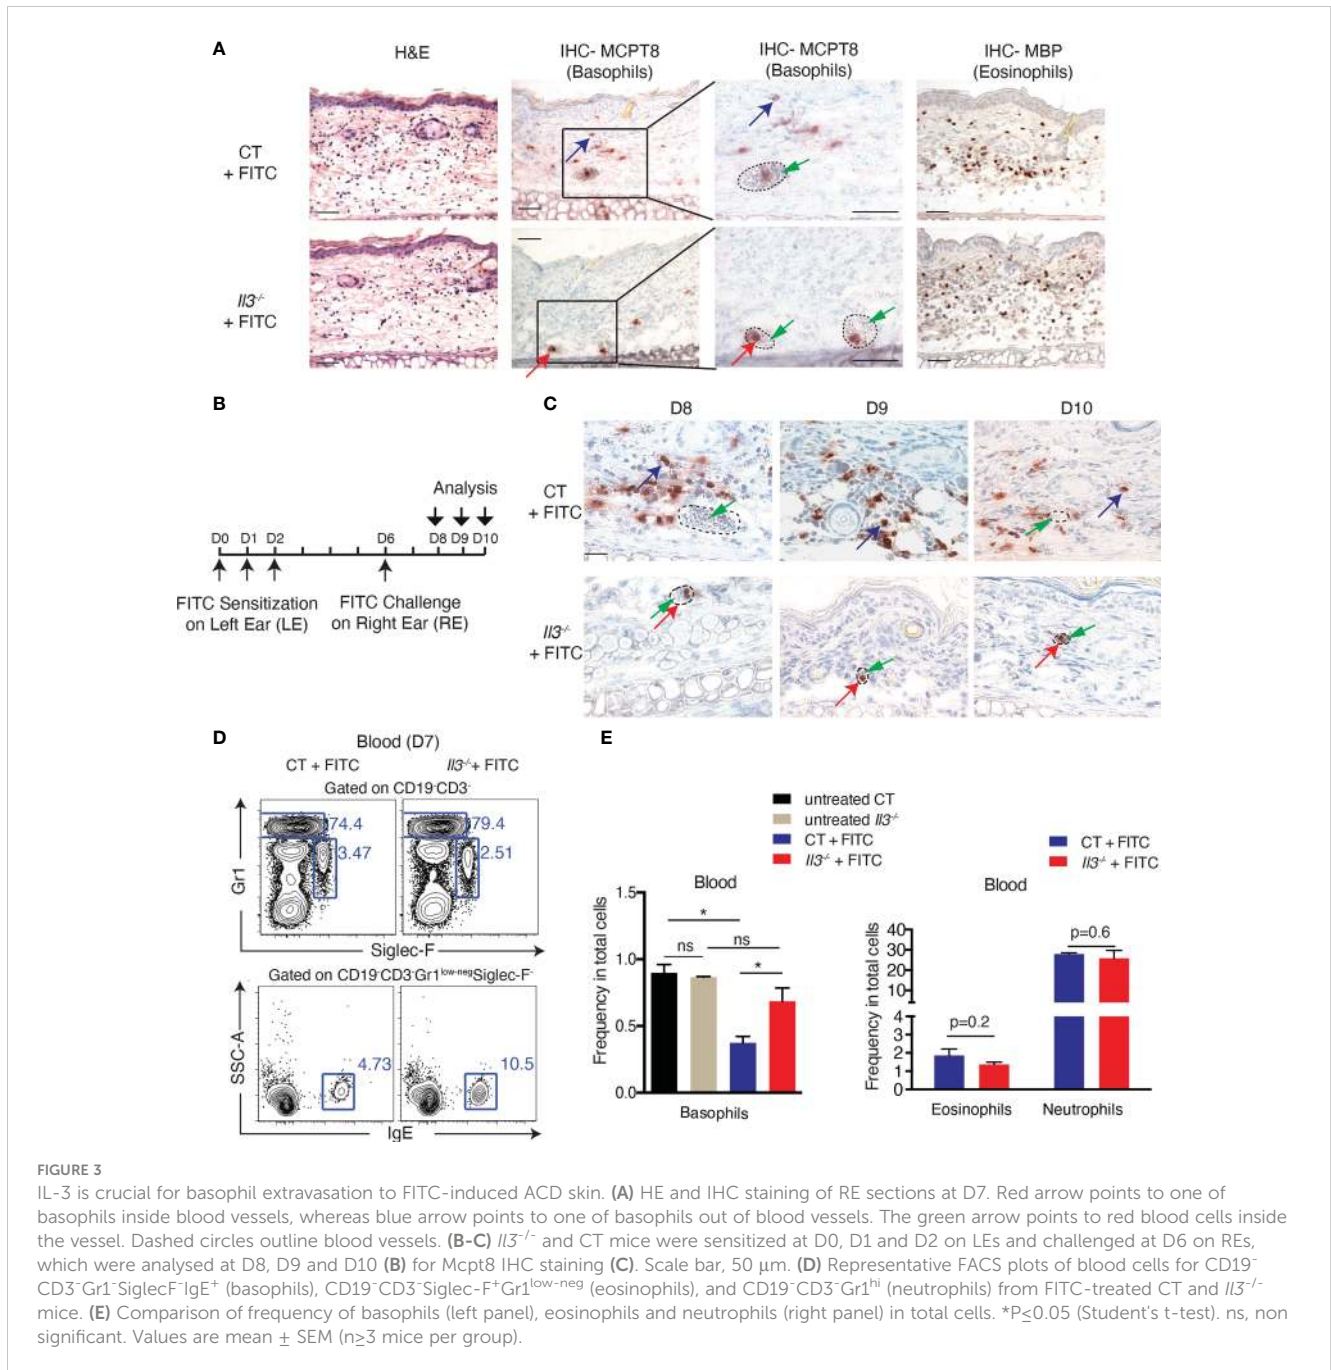 A
H&E
IHC- MCPT8
(Basophils)
IHC- MCPT8
(Basophils)
IHC- MBP
(Eosinophils)
CT
+ FITC
Il3-/-
+ FITC
B
Analysis
D0 D1 D2 D6 D8 D9 D10
FITC Sensitization
on Left Ear (LE)
FITC Challenge
on Right Ear (RE)
C
D8 D9 D10
CT
+ FITC
Il3-/-
+ FITC
D
Blood (D7)
CT + FITC Il3-/-+ FITC
Gated on CD19-CD3-
74.4
3.47
79.4
2.51
Gr1
Siglec-F
Gated on CD19-CD3-Gr1low-negSiglec-F-
4.73
10.5
SSC-A
IgE
E
untreated CT
untreated Il3-/-
CT + FITC
Il3-/- + FITC
Blood
Frequency in total cells
1.5
1.0
0.5
0.0
*
ns
ns
*
Basophils
CT + FITC
Il3-/- + FITC
Blood
Frequency in total cells
40
30
20
10
4
3
2
1
0
p=0.6
p=0.2
Eosinophils Neutrophils
FIGURE 3
IL-3 is crucial for basophil extravasation to FITC-induced ACD skin. (A) HE and IHC staining of RE sections at D7. Red arrow points to one of
basophils inside blood vessels, whereas blue arrow points to one of basophils out of blood vessels. The green arrow points to red blood cells inside
the vessel. Dashed circles outline blood vessels. (B-C) Il3−/− and CT mice were sensitized at D0, D1 and D2 on LEs and challenged at D6 on REs,
which were analysed at D8, D9 and D10 (B) for Mcpt8 IHC staining (C). Scale bar, 50 μm. (D) Representative FACS plots of blood cells for CD19-
CD3-Gr1-SiglecF-IgE+ (basophils), CD19-CD3-Siglec-F+Gr1low-neg (eosinophils), and CD19-CD3-Gr1hi (neutrophils) from FITC-treated CT and Il3−/−
mice. (E) Comparison of frequency of basophils (left panel), eosinophils and neutrophils (right panel) in total cells. *P≤0.05 (Student's t-test). ns, non
significant. Values are mean ± SEM (n≥3 mice per group).